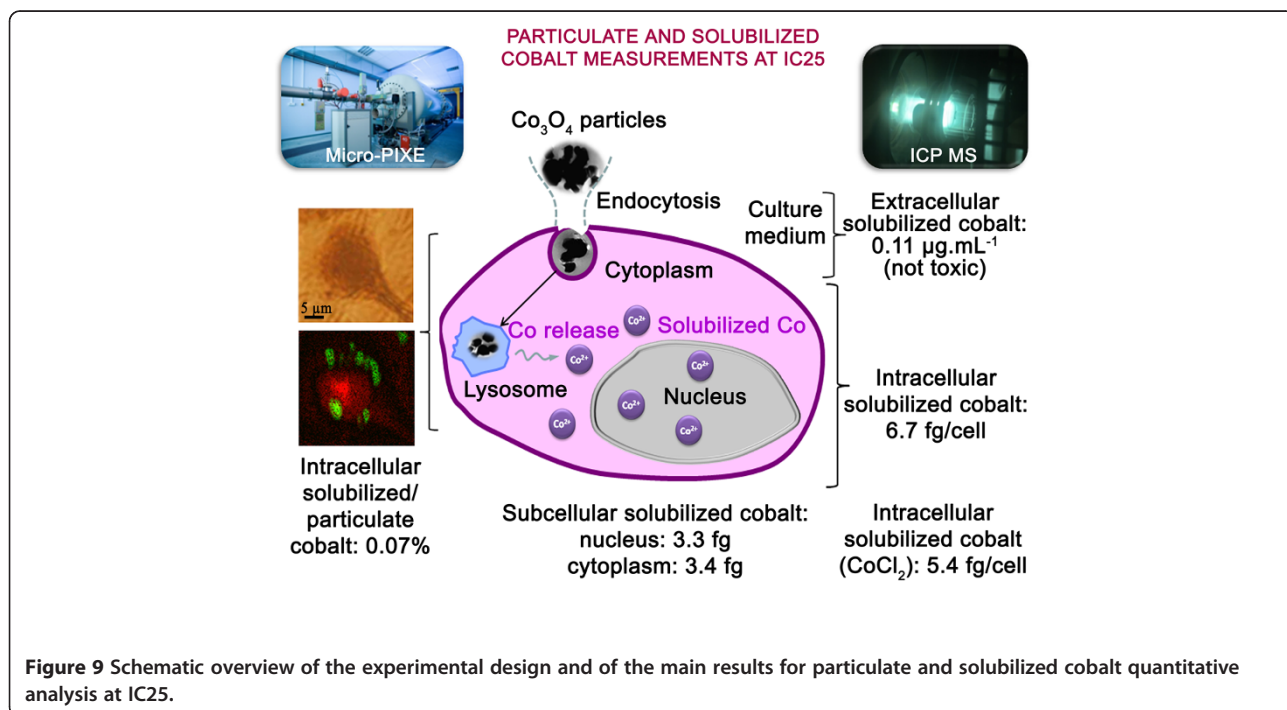 PARTICULATE AND SOLUBILIZED
COBALT MEASUREMENTS AT IC25
Micro-PIXE
ICP MS
Co₃O₄ particles
Endocytosis
Culture
medium
Extracellular
solubilized cobalt:
0.11 µg.mL⁻¹
(not toxic)
5 µm
Cytoplasm
Co release
Solubilized Co
Co²⁺
Co²⁺
Co²⁺
Co²⁺
Co²⁺
Co²⁺
Lysosome
Nucleus
Intracellular
solubilized cobalt:
6.7 fg/cell
Intracellular
solubilized/
particulate
cobalt: 0.07%
Subcellular solubilized cobalt:
nucleus: 3.3 fg
cytoplasm: 3.4 fg
Intracellular
solubilized cobalt
(CoCl₂): 5.4 fg/cell
Figure 9 Schematic overview of the experimental design and of the main results for particulate and solubilized cobalt quantitative
analysis at IC25.